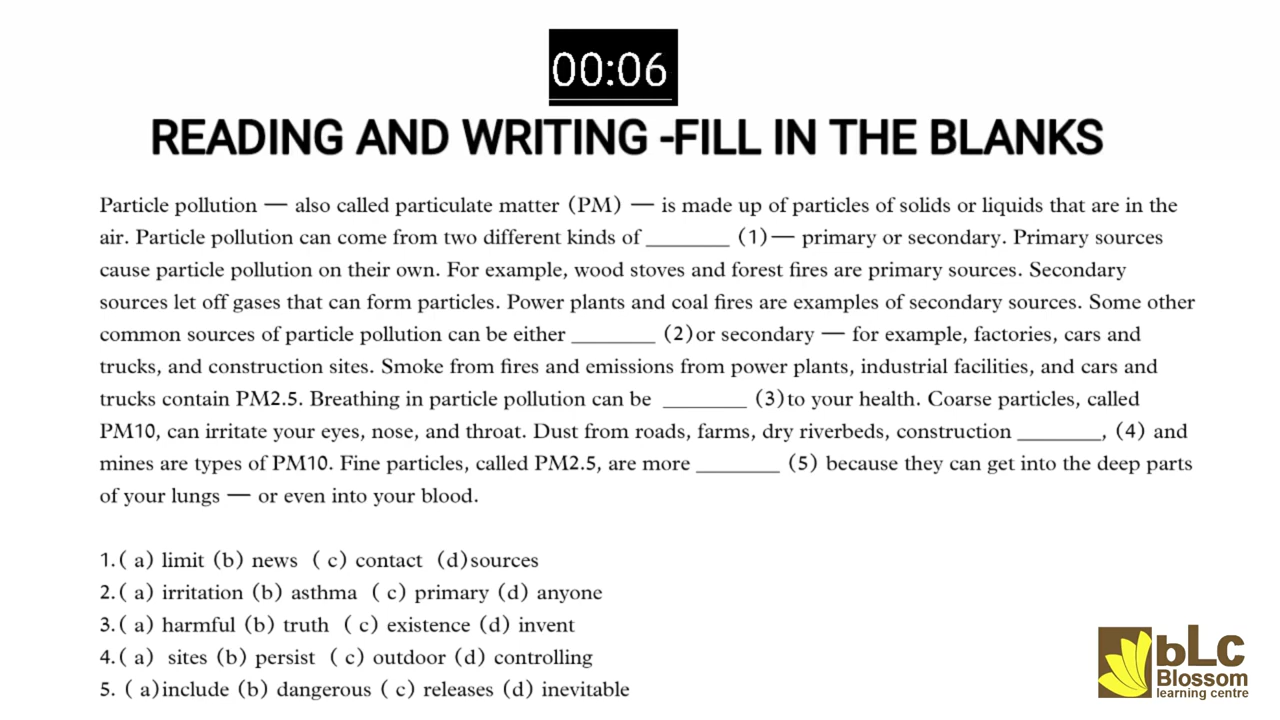 00:06
READING AND WRITING -FILL IN THE BLANKS
Particle pollution — also called particulate matter (PM) — is made up of particles of solids or liquids that are in the
air. Particle pollution can come from two different kinds of ________ (1)— primary or secondary. Primary sources
cause particle pollution on their own. For example, wood stoves and forest fires are primary sources. Secondary
sources let off gases that can form particles. Power plants and coal fires are examples of secondary sources. Some other
common sources of particle pollution can be either ________ (2)or secondary — for example, factories, cars and
trucks, and construction sites. Smoke from fires and emissions from power plants, industrial facilities, and cars and
trucks contain PM2.5. Breathing in particle pollution can be ________ (3)to your health. Coarse particles, called
PM10, can irritate your eyes, nose, and throat. Dust from roads, farms, dry riverbeds, construction ________, (4) and
mines are types of PM10. Fine particles, called PM2.5, are more ________ (5) because they can get into the deep parts
of your lungs — or even into your blood.
1.( a) limit (b) news ( c) contact (d)sources
2.( a) irritation (b) asthma ( c) primary (d) anyone
3.( a) harmful (b) truth ( c) existence (d) invent
4.( a) sites (b) persist ( c) outdoor (d) controlling
5. ( a)include (b) dangerous ( c) releases (d) inevitable
bLc
Blossom
learning centre